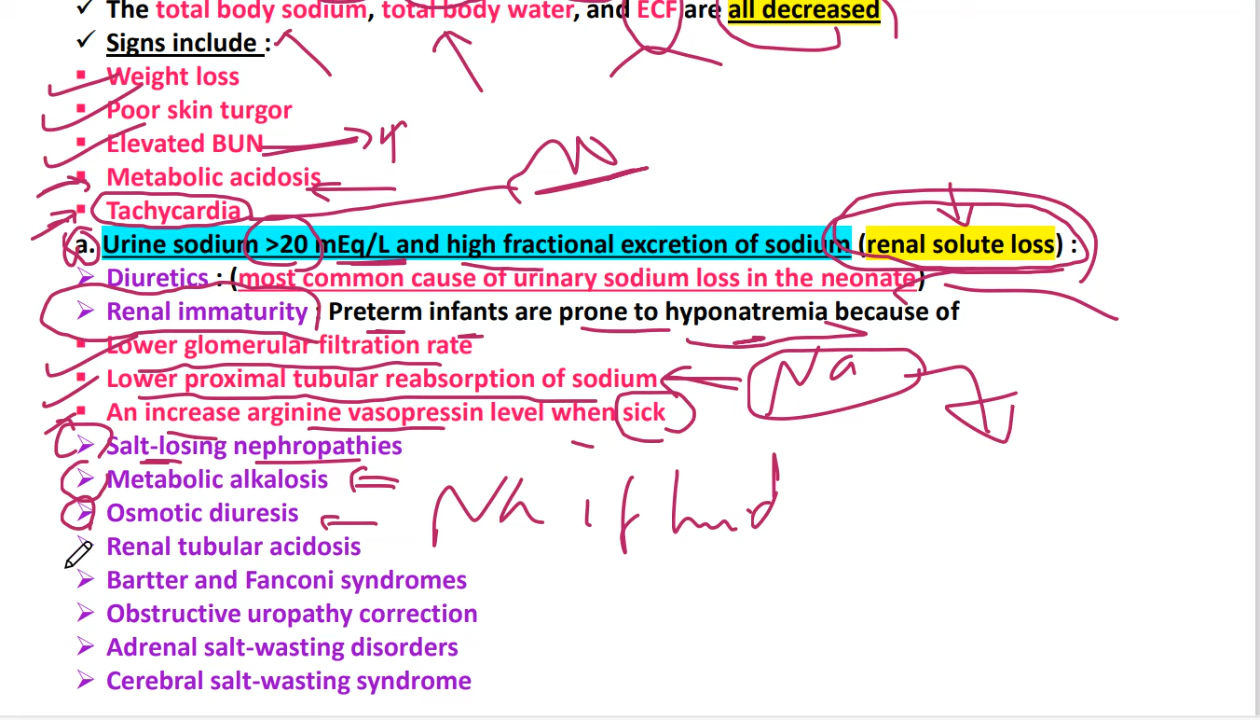 ✓ The total body sodium, total body water, and ECF are all decreased
✓ Signs include :
▪ Weight loss
▪ Poor skin turgor
▪ Elevated BUN
▪ Metabolic acidosis
▪ Tachycardia
a. Urine sodium >20 mEq/L and high fractional excretion of sodium (renal solute loss) :
➢ Diuretics : (most common cause of urinary sodium loss in the neonate)
➢ Renal immaturity : Preterm infants are prone to hyponatremia because of
▪ Lower glomerular filtration rate
▪ Lower proximal tubular reabsorption of sodium
Na
▪ An increase arginine vasopressin level when sick
➢ Salt-losing nephropathies
➢ Metabolic alkalosis
➢ Osmotic diuresis
➢ Renal tubular acidosis
➢ Bartter and Fanconi syndromes
➢ Obstructive uropathy correction
➢ Adrenal salt-wasting disorders
➢ Cerebral salt-wasting syndrome